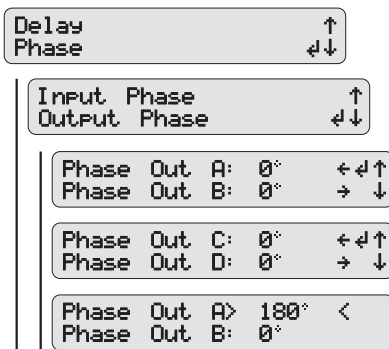 Delay ↑
Phase ↲↓
Input Phase ↑
Output Phase ↲↓
Phase Out A: 0° ←↲↑
Phase Out B: 0° → ↓
Phase Out C: 0° ←↲↑
Phase Out D: 0° → ↓
Phase Out A> 180° <
Phase Out B: 0°